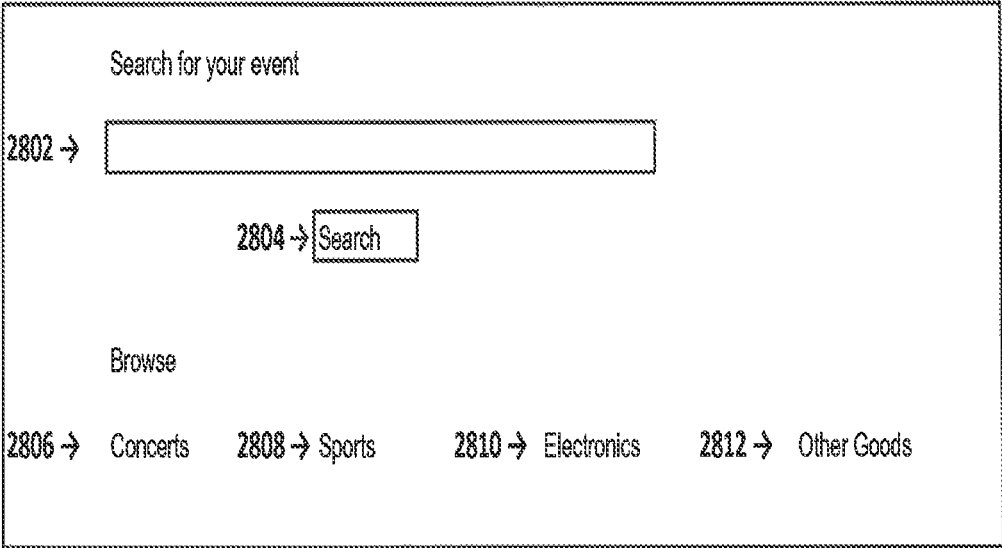 Search for your event
2802 →
2804 → Search
Browse
2806 → Concerts 2808 → Sports 2810 → Electronics 2812 → Other Goods